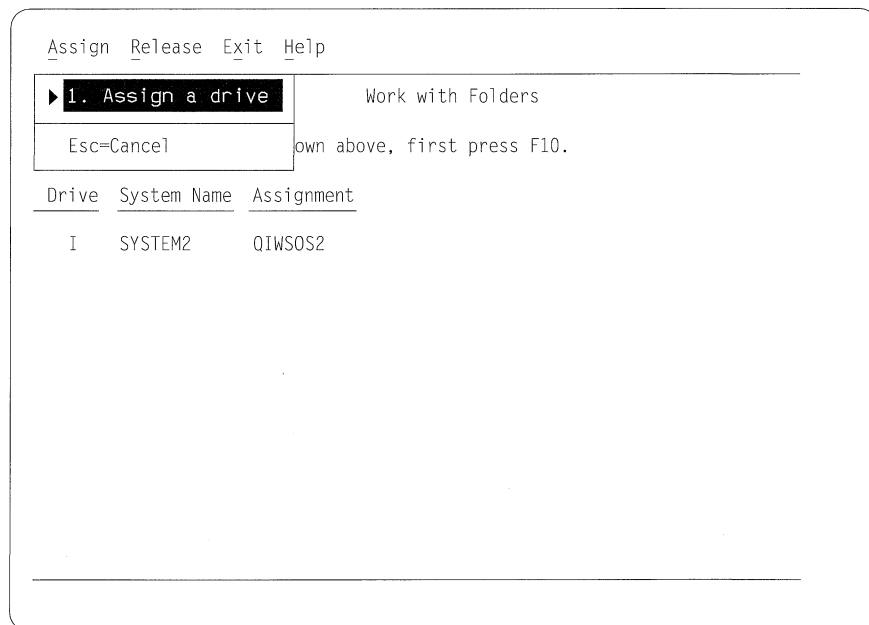 Assign Release Exit Help
1. Assign a drive Work with Folders
Esc=Cancel own above, first press F10.
Drive System Name Assignment
I SYSTEM2 QIWSOS2